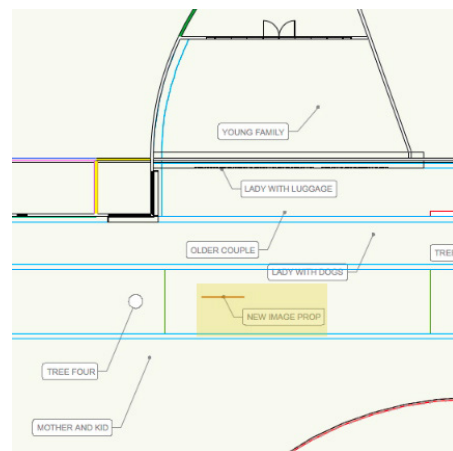 YOUNG FAMILY
LADY WITH LUGGAGE
OLDER COUPLE
LADY WITH DOGS
NEW IMAGE PROP
TREE FOUR
MOTHER AND KID